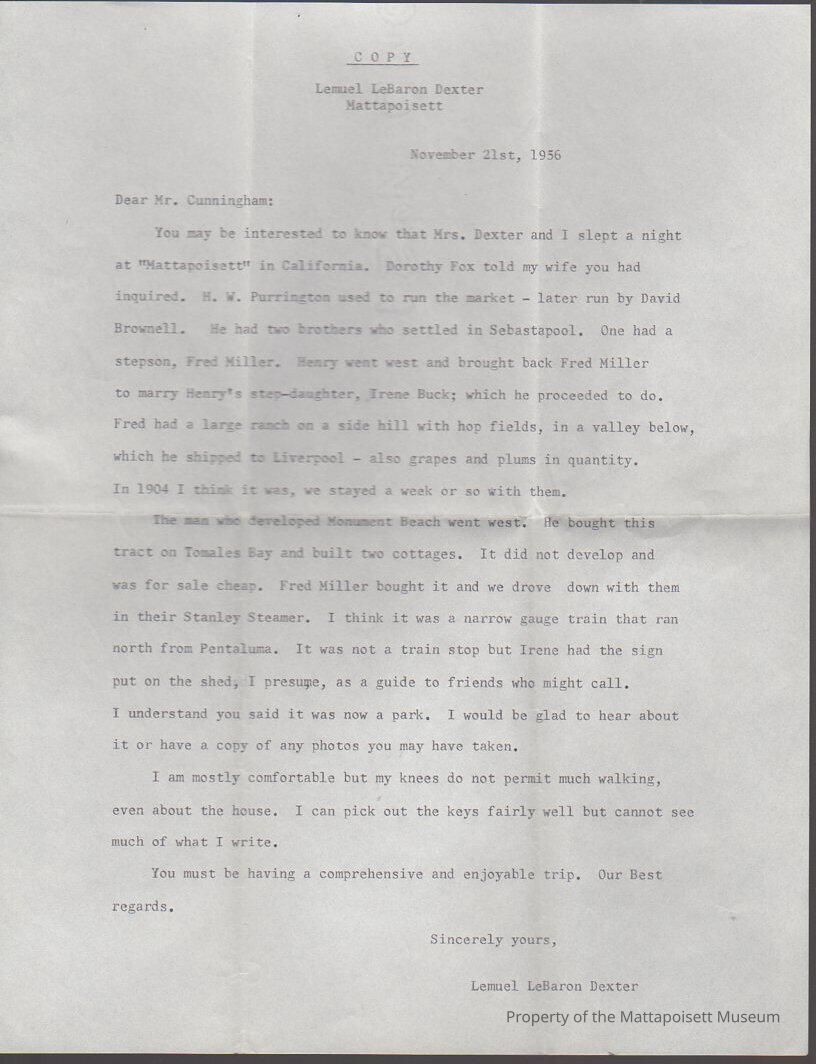 C O P Y
Lemuel LeBaron Dexter
Mattapoisett
November 21st, 1956
Dear Mr. Cunningham:
You may be interested to know that Mrs. Dexter and I slept a night
at "Mattapoisett" in California. Dorothy Fox told my wife you had
inquired. H. W. Purrington used to run the market - later run by David
Brownell. He had two brothers who settled in Sebastapool. One had a
stepson, Fred Miller. Henry went west and brought back Fred Miller
to marry Henry's step-daughter, Irene Buck; which he proceeded to do.
Fred had a large ranch on a side hill with hop fields, in a valley below,
which he shipped to Liverpool - also grapes and plums in quantity.
In 1904 I think it was, we stayed a week or so with them.
The man who developed Monument Beach went west. He bought this
tract on Tomales Bay and built two cottages. It did not develop and
was for sale cheap. Fred Miller bought it and we drove down with them
in their Stanley Steamer. I think it was a narrow gauge train that ran
north from Pentaluma. It was not a train stop but Irene had the sign
put on the shed, I presume, as a guide to friends who might call.
I understand you said it was now a park. I would be glad to hear about
it or have a copy of any photos you may have taken.
I am mostly comfortable but my knees do not permit much walking,
even about the house. I can pick out the keys fairly well but cannot see
much of what I write.
You must be having a comprehensive and enjoyable trip. Our Best
regards.
Sincerely yours,
Lemuel LeBaron Dexter
Property of the Mattapoisett Museum